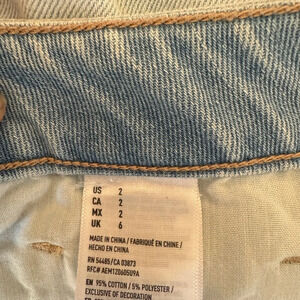 US 2
CA 2
MX 2
UK 6
MADE IN CHINA / FABRIQUÉ EN CHINE /
HECHO EN CHINA
RN 54485/CA 03873
RFC# AEM120605U9A
EN 95% COTTON / 5% POLYESTER /
EXCLUSIVE OF DECORATION